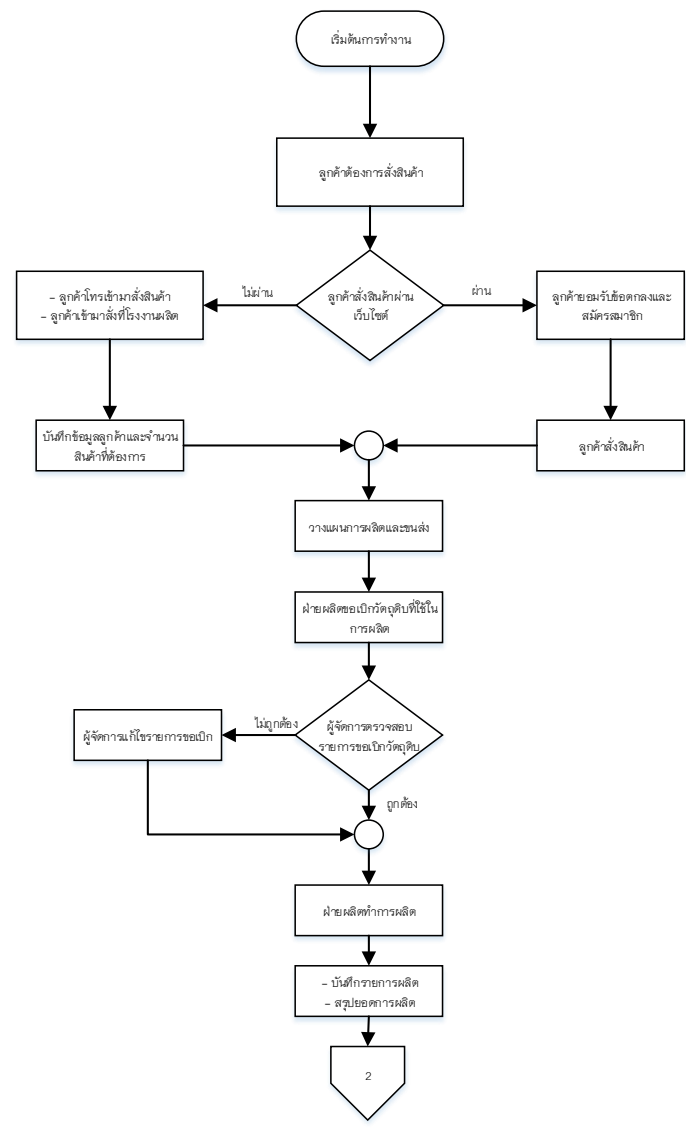 เริ่มต้นการทำงาน
ลูกค้าต้องการสั่งสินค้า
ไม่ผ่าน
ผ่าน
- ลูกค้าโทรเข้ามาสั่งสินค้า
- ลูกค้าเข้ามาสั่งที่โรงงานผลิต
ลูกค้าสั่งสินค้าผ่าน
เว็บไซต์
ลูกค้ายอมรับข้อตกลงและ
สมัครสมาชิก
บันทึกข้อมูลลูกค้าและจำนวน
สินค้าที่ต้องการ
ลูกค้าสั่งสินค้า
วางแผนการผลิตและขนส่ง
ฝ่ายผลิตขอเบิกวัตถุดิบที่ใช้ใน
การผลิต
ไม่ถูกต้อง
ผู้จัดการตรวจสอบ
รายการขอเบิกวัตถุดิบ
ผู้จัดการแก้ไขรายการขอเบิก
ถูกต้อง
ฝ่ายผลิตทำการผลิต
- บันทึกรายการผลิต
- สรุปยอดการผลิต
2